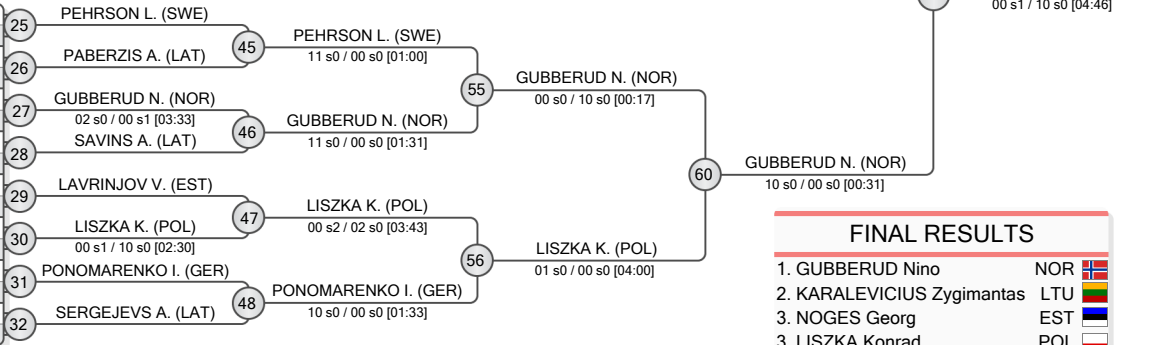 00 s1 / 10 s0 [04:46]
25
PEHRSON L. (SWE)
26
PABERZIS A. (LAT)
45
PEHRSON L. (SWE)
11 s0 / 00 s0 [01:00]
27
GUBBERUD N. (NOR)
02 s0 / 00 s1 [03:33]
28
SAVINS A. (LAT)
46
GUBBERUD N. (NOR)
11 s0 / 00 s0 [01:31]
55
GUBBERUD N. (NOR)
00 s0 / 10 s0 [00:17]
29
LAVRINJOV V. (EST)
30
LISZKA K. (POL)
00 s1 / 10 s0 [02:30]
47
LISZKA K. (POL)
00 s2 / 02 s0 [03:43]
31
PONOMARENKO I. (GER)
32
SERGEJEVS A. (LAT)
48
PONOMARENKO I. (GER)
10 s0 / 00 s0 [01:33]
56
LISZKA K. (POL)
01 s0 / 00 s0 [04:00]
60
GUBBERUD N. (NOR)
10 s0 / 00 s0 [00:31]
FINAL RESULTS
1. GUBBERUD Nino NOR
2. KARALEVICIUS Zygimantas LTU
3. NOGES Georg EST
3. LISZKA Konrad POL